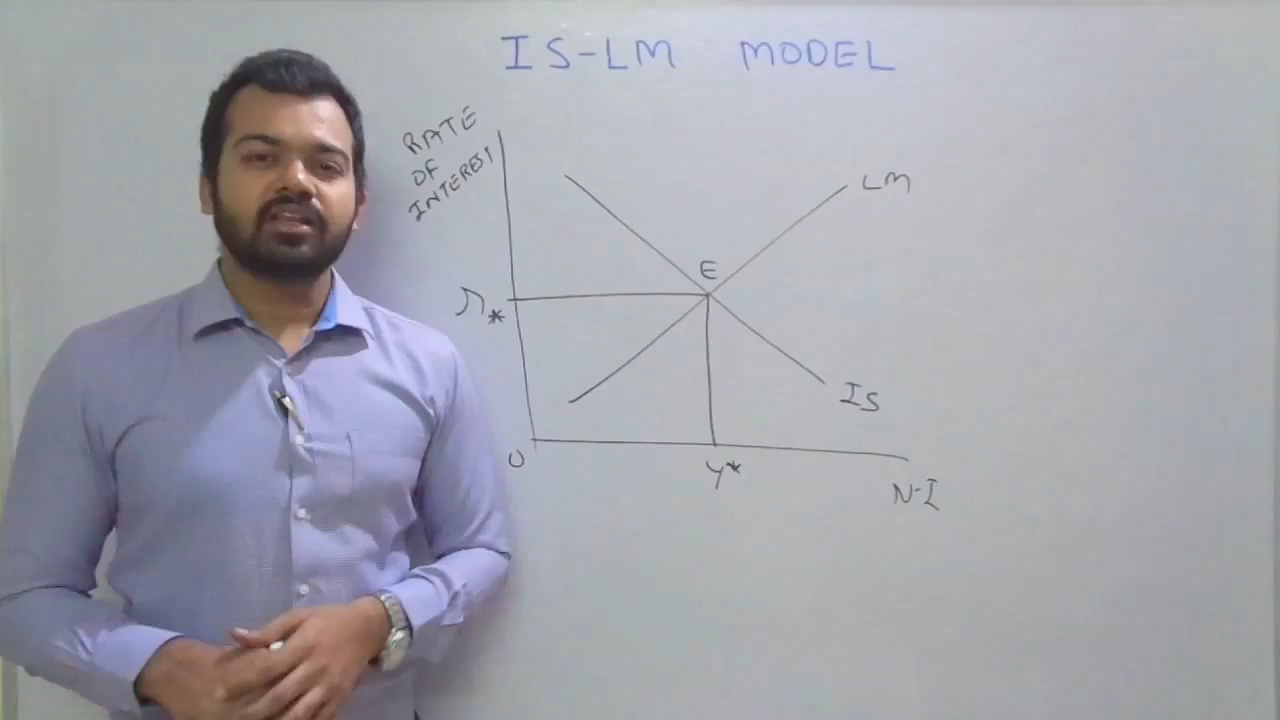 IS-LM MODEL
RATE
OF
INTEREST
LM
E
r*
IS
O
Y*
N-I